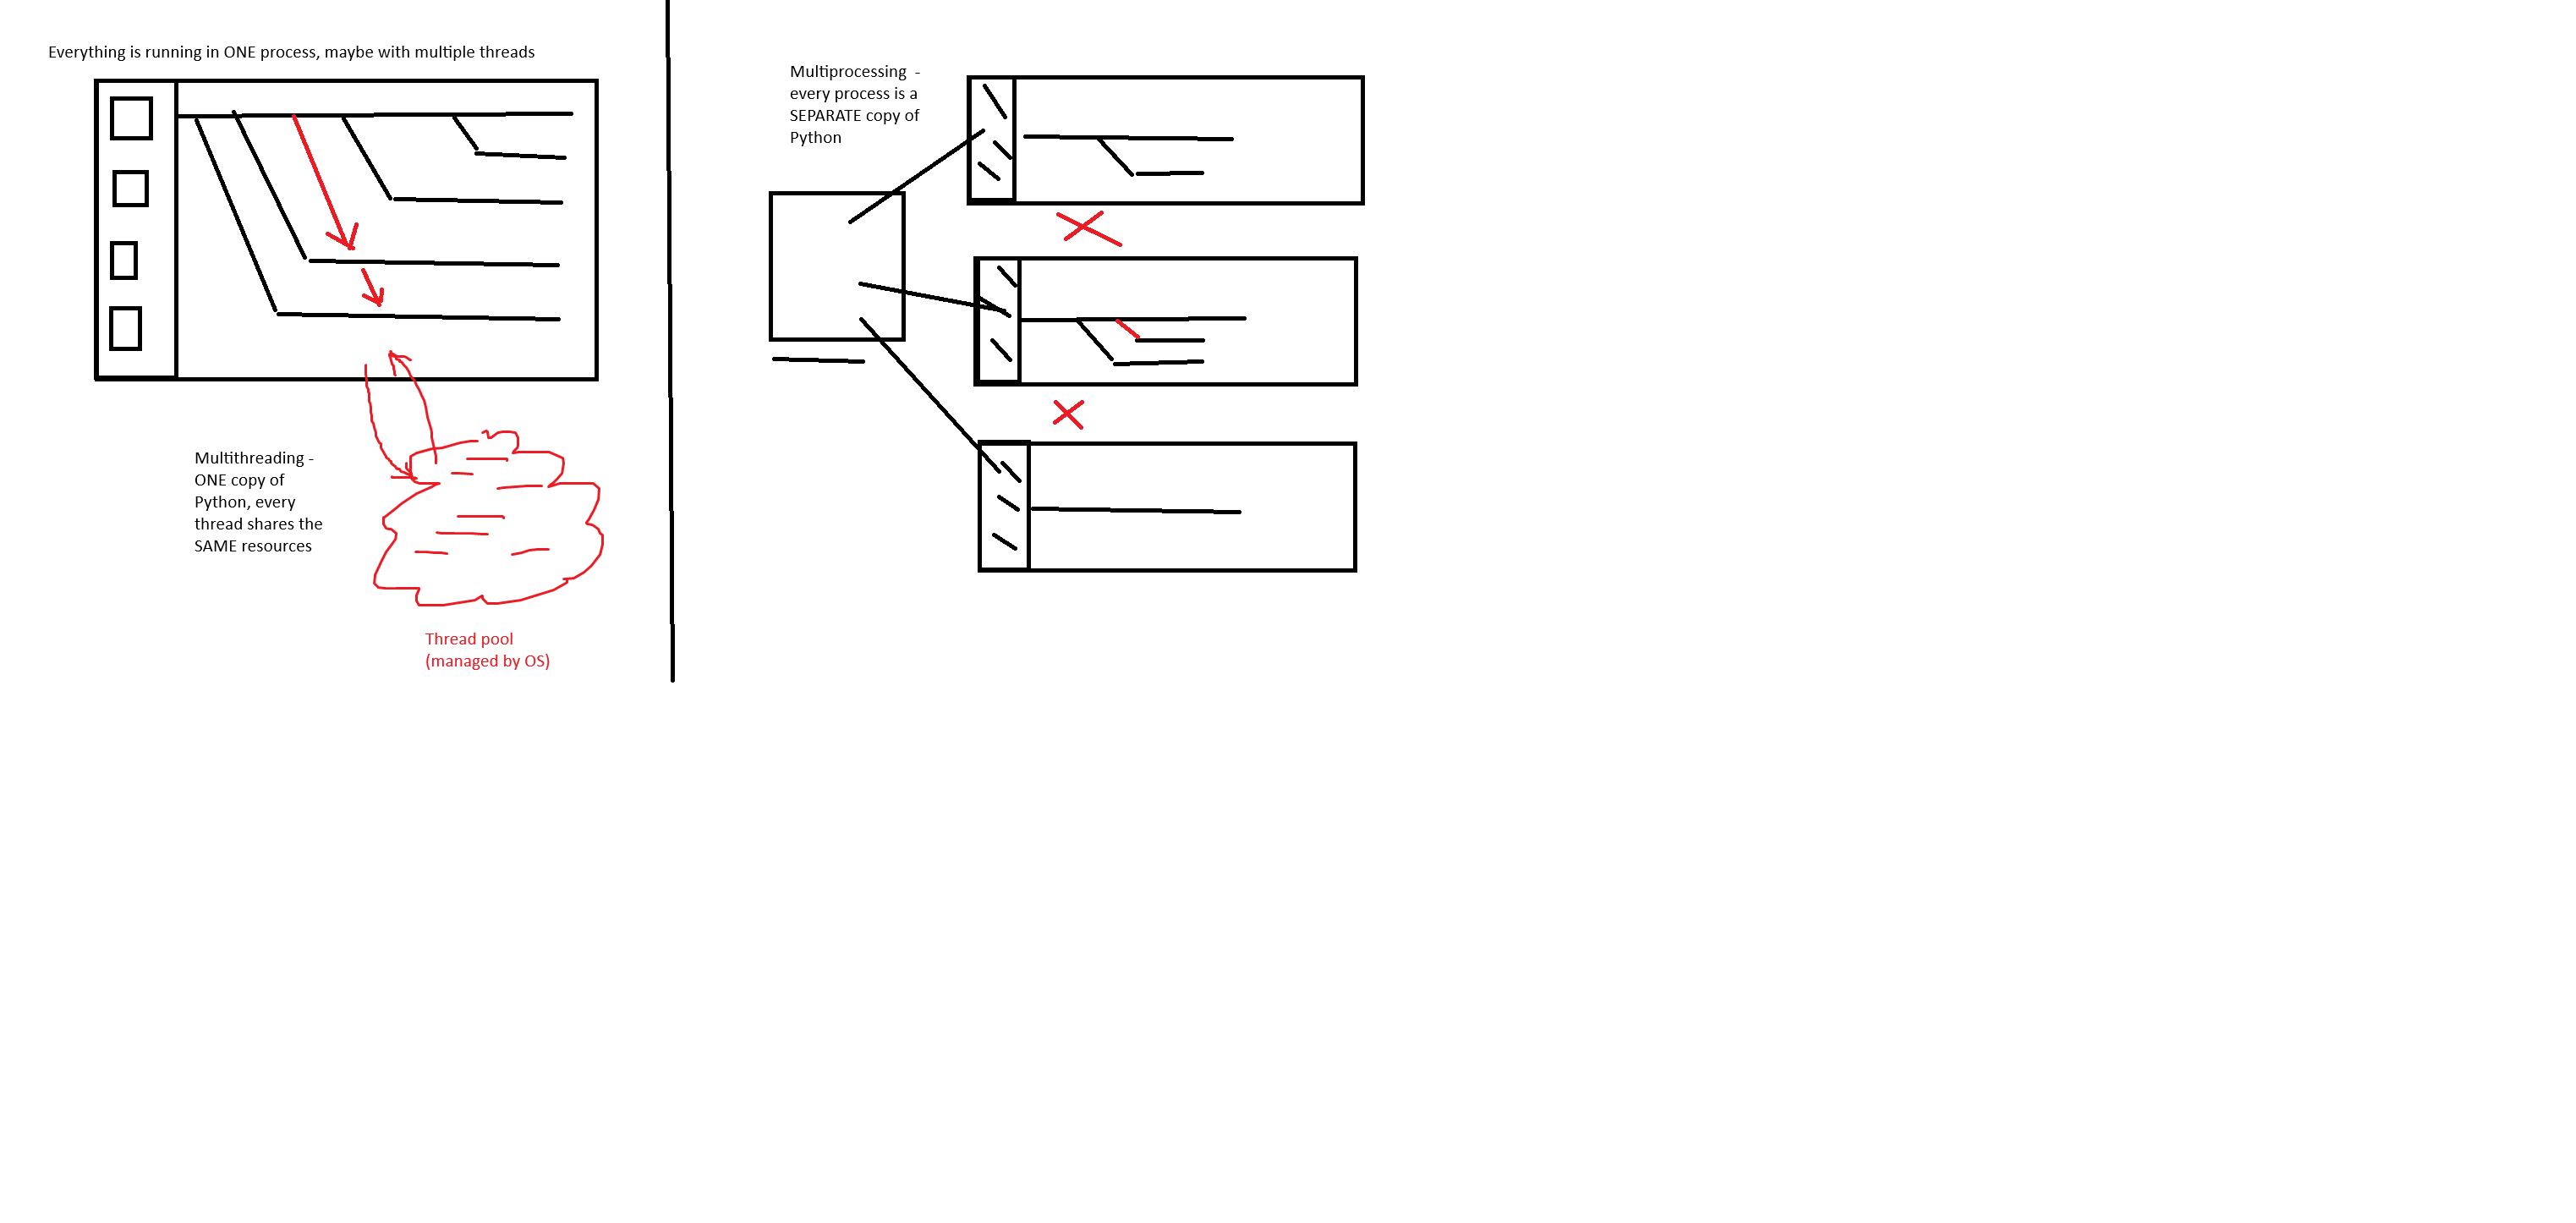 Everything is running in ONE process, maybe with multiple threads
Multithreading -
ONE copy of
Python, every
thread shares the
SAME resources
Thread pool
(managed by OS)
Multiprocessing  -
every process is a
SEPARATE copy of
Python